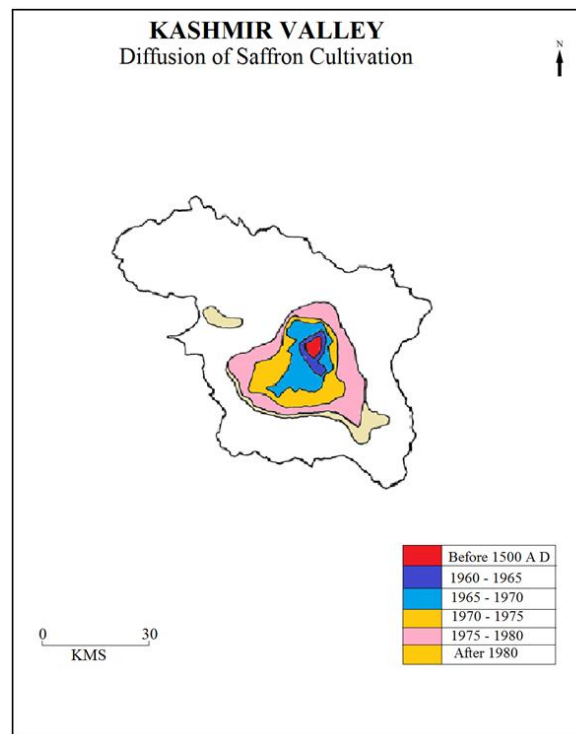 KASHMIR VALLEY
Diffusion of Saffron Cultivation
N
Before 1500 A D
1960 - 1965
1965 - 1970
1970 - 1975
1975 - 1980
After 1980
0 30
KMS